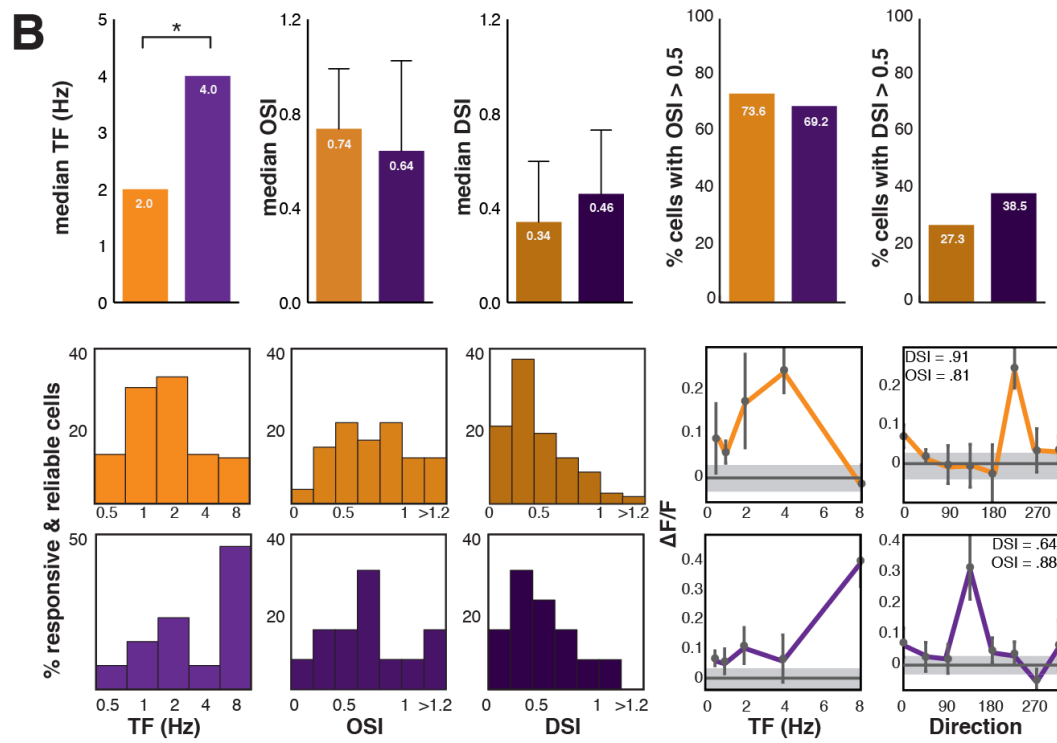 B
median TF (Hz)
5
4
3
2
1
0
*
2.0
4.0
median OSI
1.2
0.8
0.4
0.0
0.74
0.64
median DSI
1.2
0.8
0.4
0.0
0.34
0.46
% cells with OSI > 0.5
100
80
60
40
20
0
73.6
69.2
% cells with DSI > 0.5
100
80
60
40
20
0
27.3
38.5
% responsive & reliable cells
40
20
0.5 1 2 4 8
40
20
0 0.5 1 >1.2
40
20
0 0.5 1 >1.2
ΔF/F
0.2
0.1
0
0 2 4 6 8
DSI = .91
OSI = .81
0.2
0.1
0
0 90 180 270
50
0.5 1 2 4 8
TF (Hz)
40
20
0 0.5 1 >1.2
OSI
40
20
0 0.5 1 >1.2
DSI
0.4
0.3
0.2
0.1
0
0 2 4 6 8
TF (Hz)
DSI = .64
OSI = .88
0.4
0.3
0.2
0.1
0
0 90 180 270
Direction